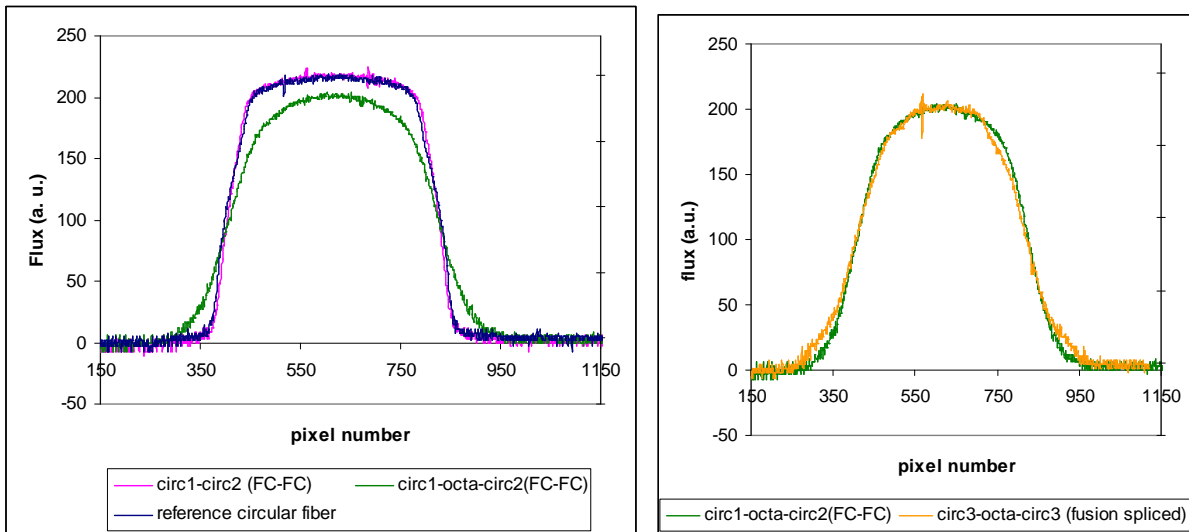 250
200
150
100
50
0
-50
Flux (a. u.)
150 350 550 750 950 1150
pixel number
circ1-circ2 (FC-FC) circ1-octa-circ2(FC-FC)
reference circular fiber
250
200
150
100
50
0
-50
flux (a.u.)
150 350 550 750 950 1150
pixel number
circ1-octa-circ2(FC-FC) circ3-octa-circ3 (fusion spliced)